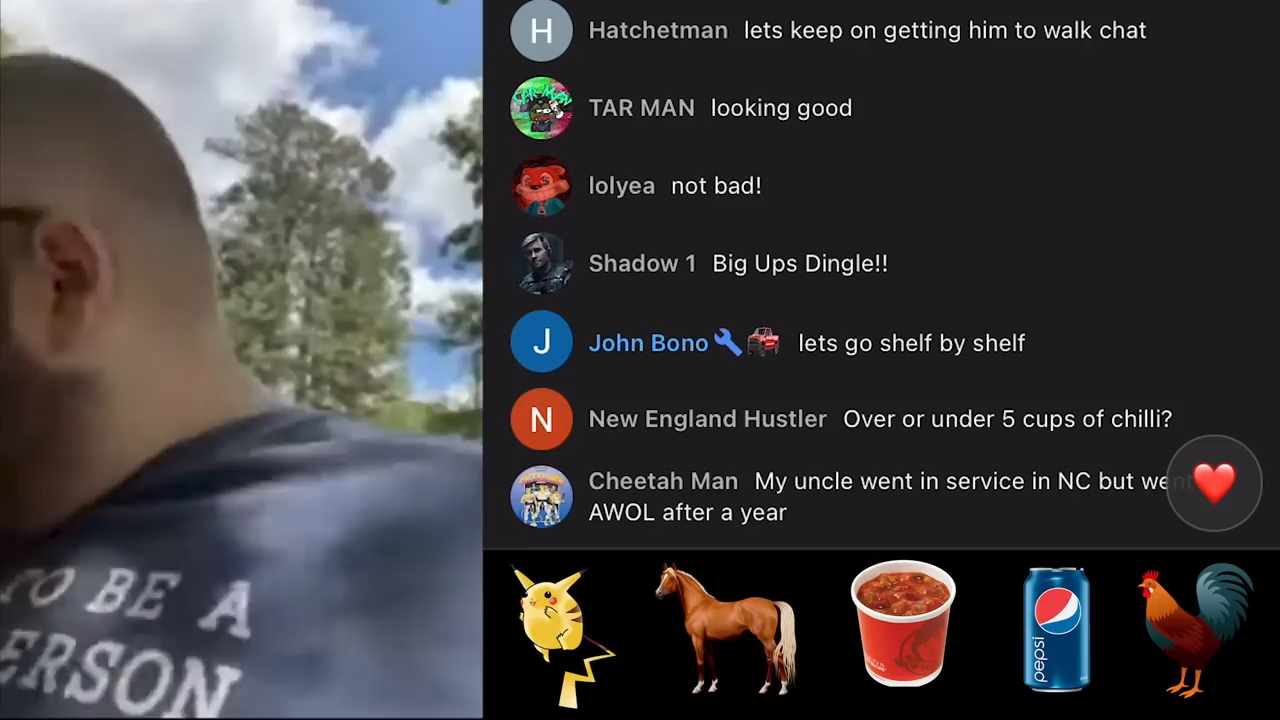 H Hatchetman lets keep on getting him to walk chat
TAR MAN looking good
lolyea not bad!
Shadow 1 Big Ups Dingle!!
J John Bono lets go shelf by shelf
N New England Hustler Over or under 5 cups of chilli?
Cheetah Man My uncle went in service in NC but went
AWOL after a year
TO BE A
ERSON
pepsi